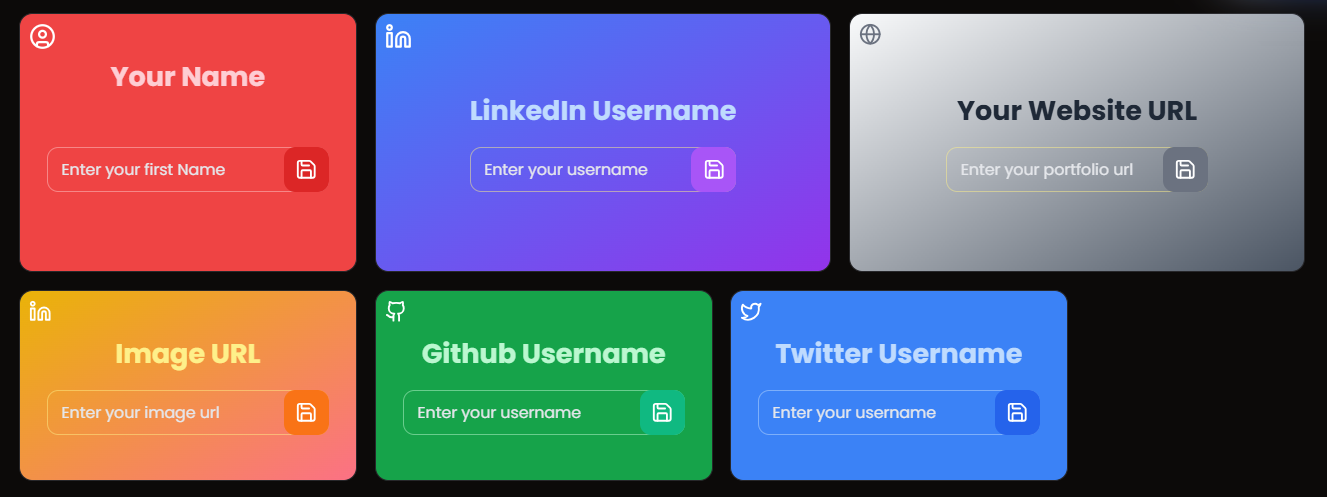 Your Name
Enter your first Name
LinkedIn Username
Enter your username
Your Website URL
Enter your portfolio url
Image URL
Enter your image url
Github Username
Enter your username
Twitter Username
Enter your username